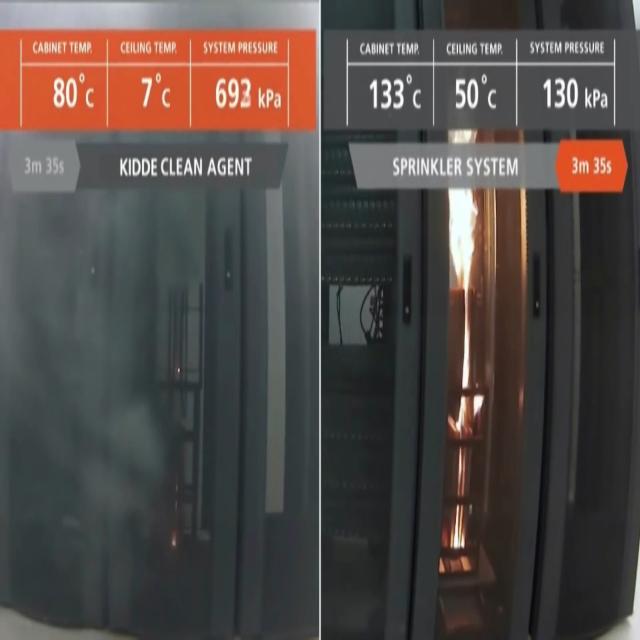 CABINET TEMP. CEILING TEMP. SYSTEM PRESSURE
80°C 7°C 693 kPa
3m 35s KIDDE CLEAN AGENT
CABINET TEMP. CEILING TEMP. SYSTEM PRESSURE
133°C 50°C 130 kPa
SPRINKLER SYSTEM 3m 35s